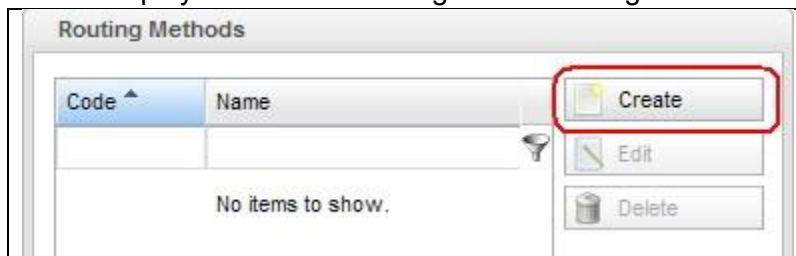 Routing Methods
Code Name Create
Edit
No items to show. Delete